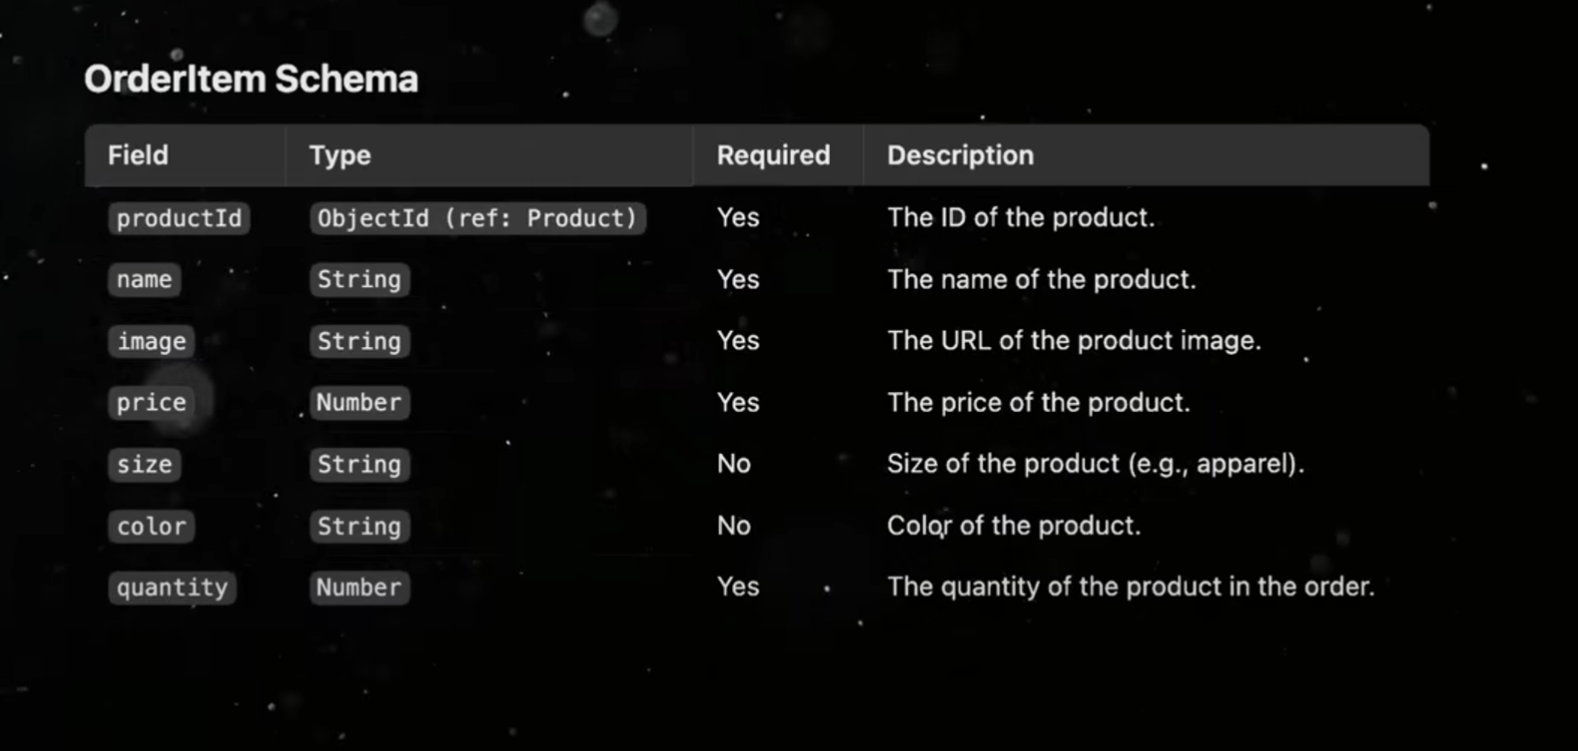 OrderItem Schema
Field Type Required Description
productId ObjectId (ref: Product) Yes The ID of the product.
name String Yes The name of the product.
image String Yes The URL of the product image.
price Number Yes The price of the product.
size String No Size of the product (e.g., apparel).
color String No Color of the product.
quantity Number Yes The quantity of the product in the order.